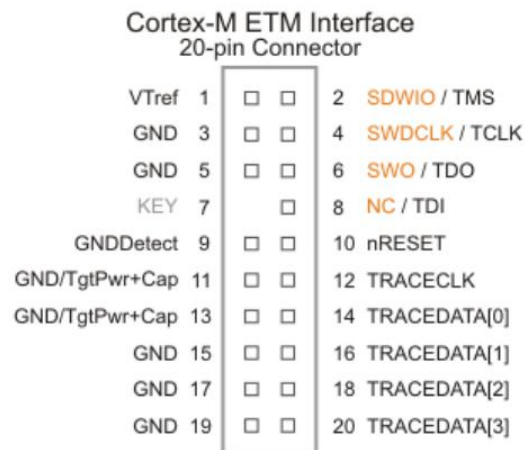 Cortex-M ETM Interface
20-pin Connector
VTref 1 2 SDWIO / TMS
GND 3 4 SWDCLK / TCLK
GND 5 6 SWO / TDO
KEY 7 8 NC / TDI
GNDDetect 9 10 nRESET
GND/TgtPwr+Cap 11 12 TRACECLK
GND/TgtPwr+Cap 13 14 TRACEDATA[0]
GND 15 16 TRACEDATA[1]
GND 17 18 TRACEDATA[2]
GND 19 20 TRACEDATA[3]